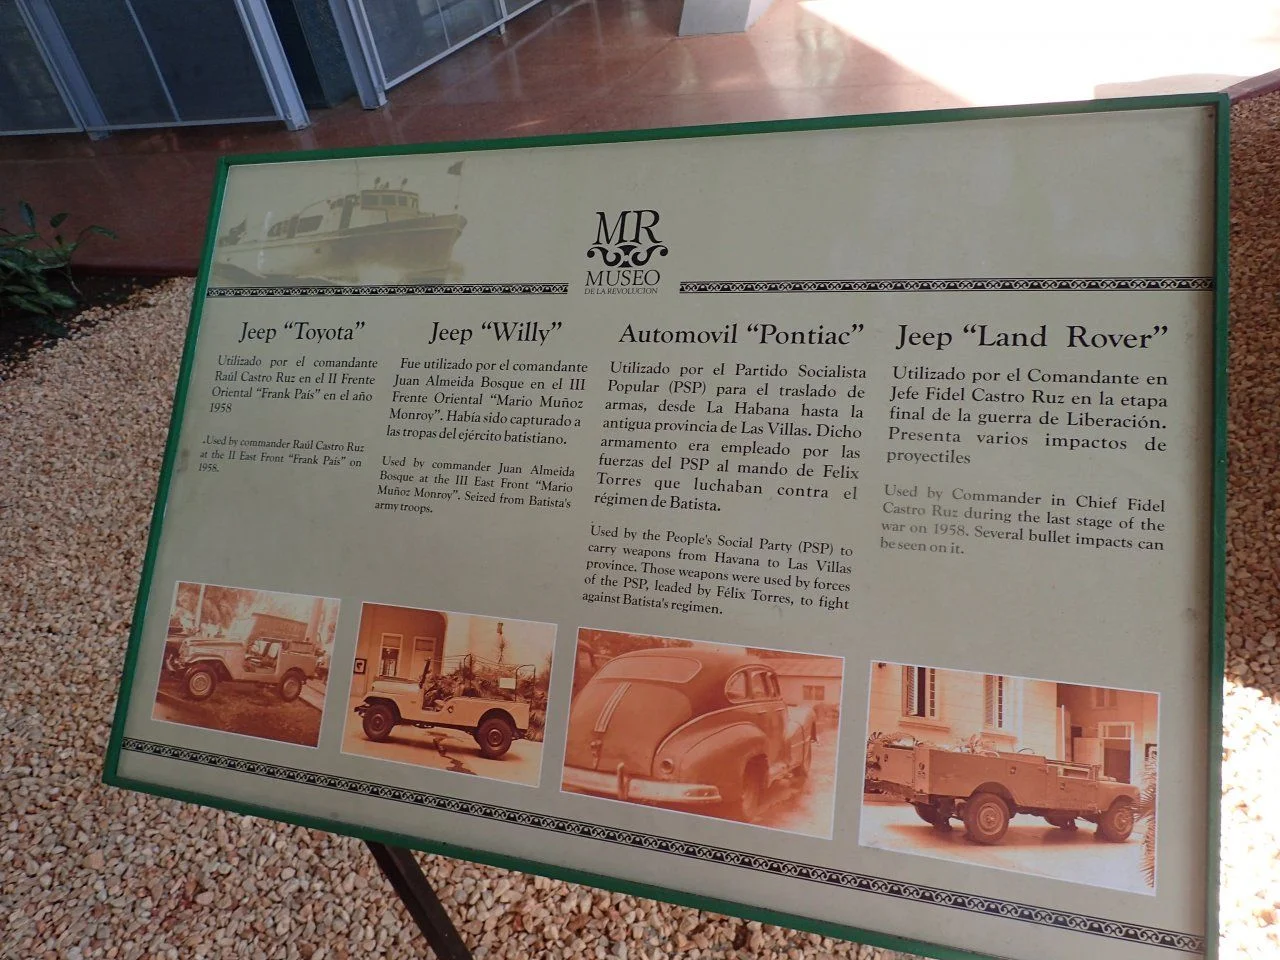 MR
MUSEO
DE LA REVOLUCION
Jeep “Toyota”
Utilizado por el comandante
Raúl Castro Ruz en el II Frente
Oriental “Frank País” en el año
1958
.Used by commander Raúl Castro Ruz
at the II East Front “Frank País” on
1958.
Jeep “Willy”
Fue utilizado por el comandante
Juan Almeida Bosque en el III
Frente Oriental “Mario Muñoz
Monroy”. Había sido capturado a
las tropas del ejército batistiano.
Used by commander Juan Almeida
Bosque at the III East Front “Mario
Muñoz Monroy”. Seized from Batista's
army troops.
Automovil “Pontiac”
Utilizado por el Partido Socialista
Popular (PSP) para el traslado de
armas, desde La Habana hasta la
antigua provincia de Las Villas. Dicho
armamento era empleado por las
fuerzas del PSP al mando de Felix
Torres que luchaban contra el
régimen de Batista.
Used by the People's Social Party (PSP) to
carry weapons from Havana to Las Villas
province. Those weapons were used by forces
of the PSP, leaded by Félix Torres, to fight
against Batista's regimen.
Jeep “Land Rover”
Utilizado por el Comandante en
Jefe Fidel Castro Ruz en la etapa
final de la guerra de Liberación.
Presenta varios impactos de
proyectiles
Used by Commander in Chief Fidel
Castro Ruz during the last stage of the
war on 1958. Several bullet impacts can
be seen on it.